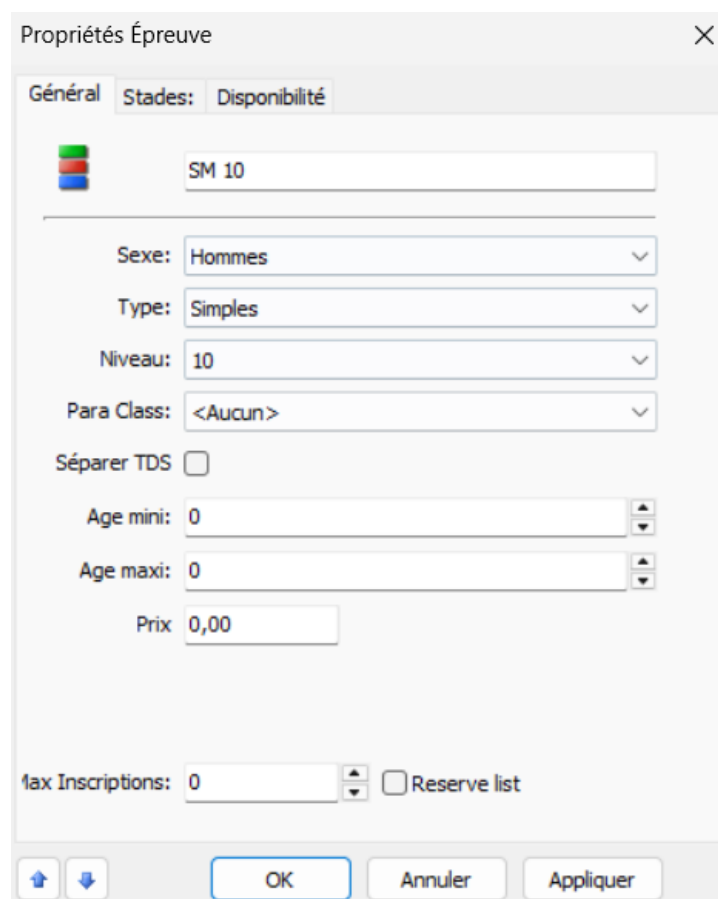 Propriétés Épreuve
Général Stades: Disponibilité
SM 10
Sexe: Hommes
Type: Simples
Niveau: 10
Para Class: <Aucun>
Séparer TDS
Age mini: 0
Age maxi: 0
Prix 0,00
Max Inscriptions: 0 Reserve list
OK Annuler Appliquer